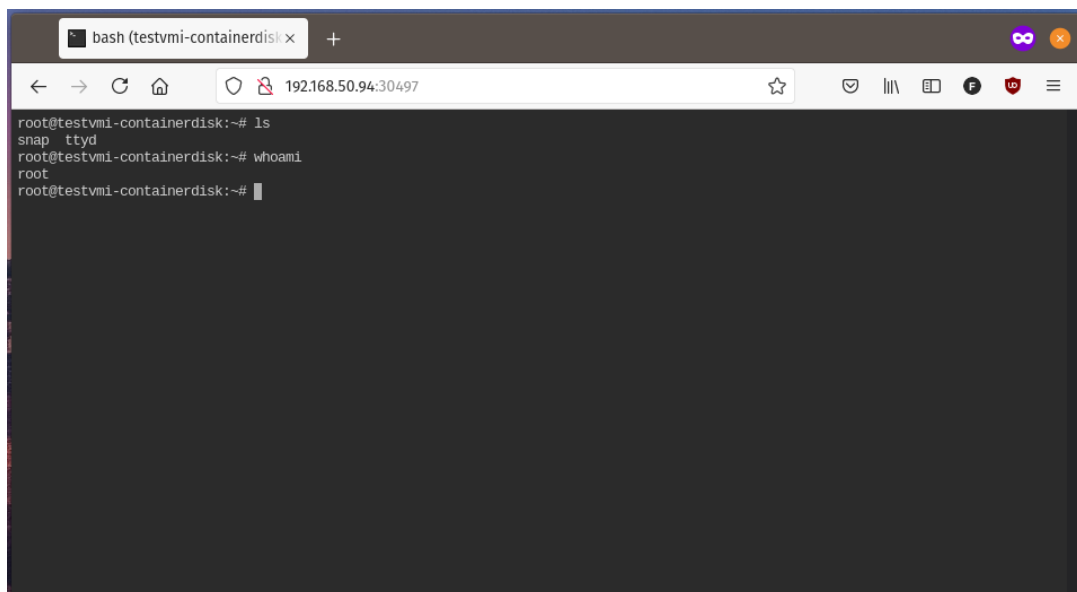 bash (testvmi-containerdisk
192.168.50.94:30497
root@testvmi-containerdisk:~# ls
snap  ttyd
root@testvmi-containerdisk:~# whoami
root
root@testvmi-containerdisk:~#